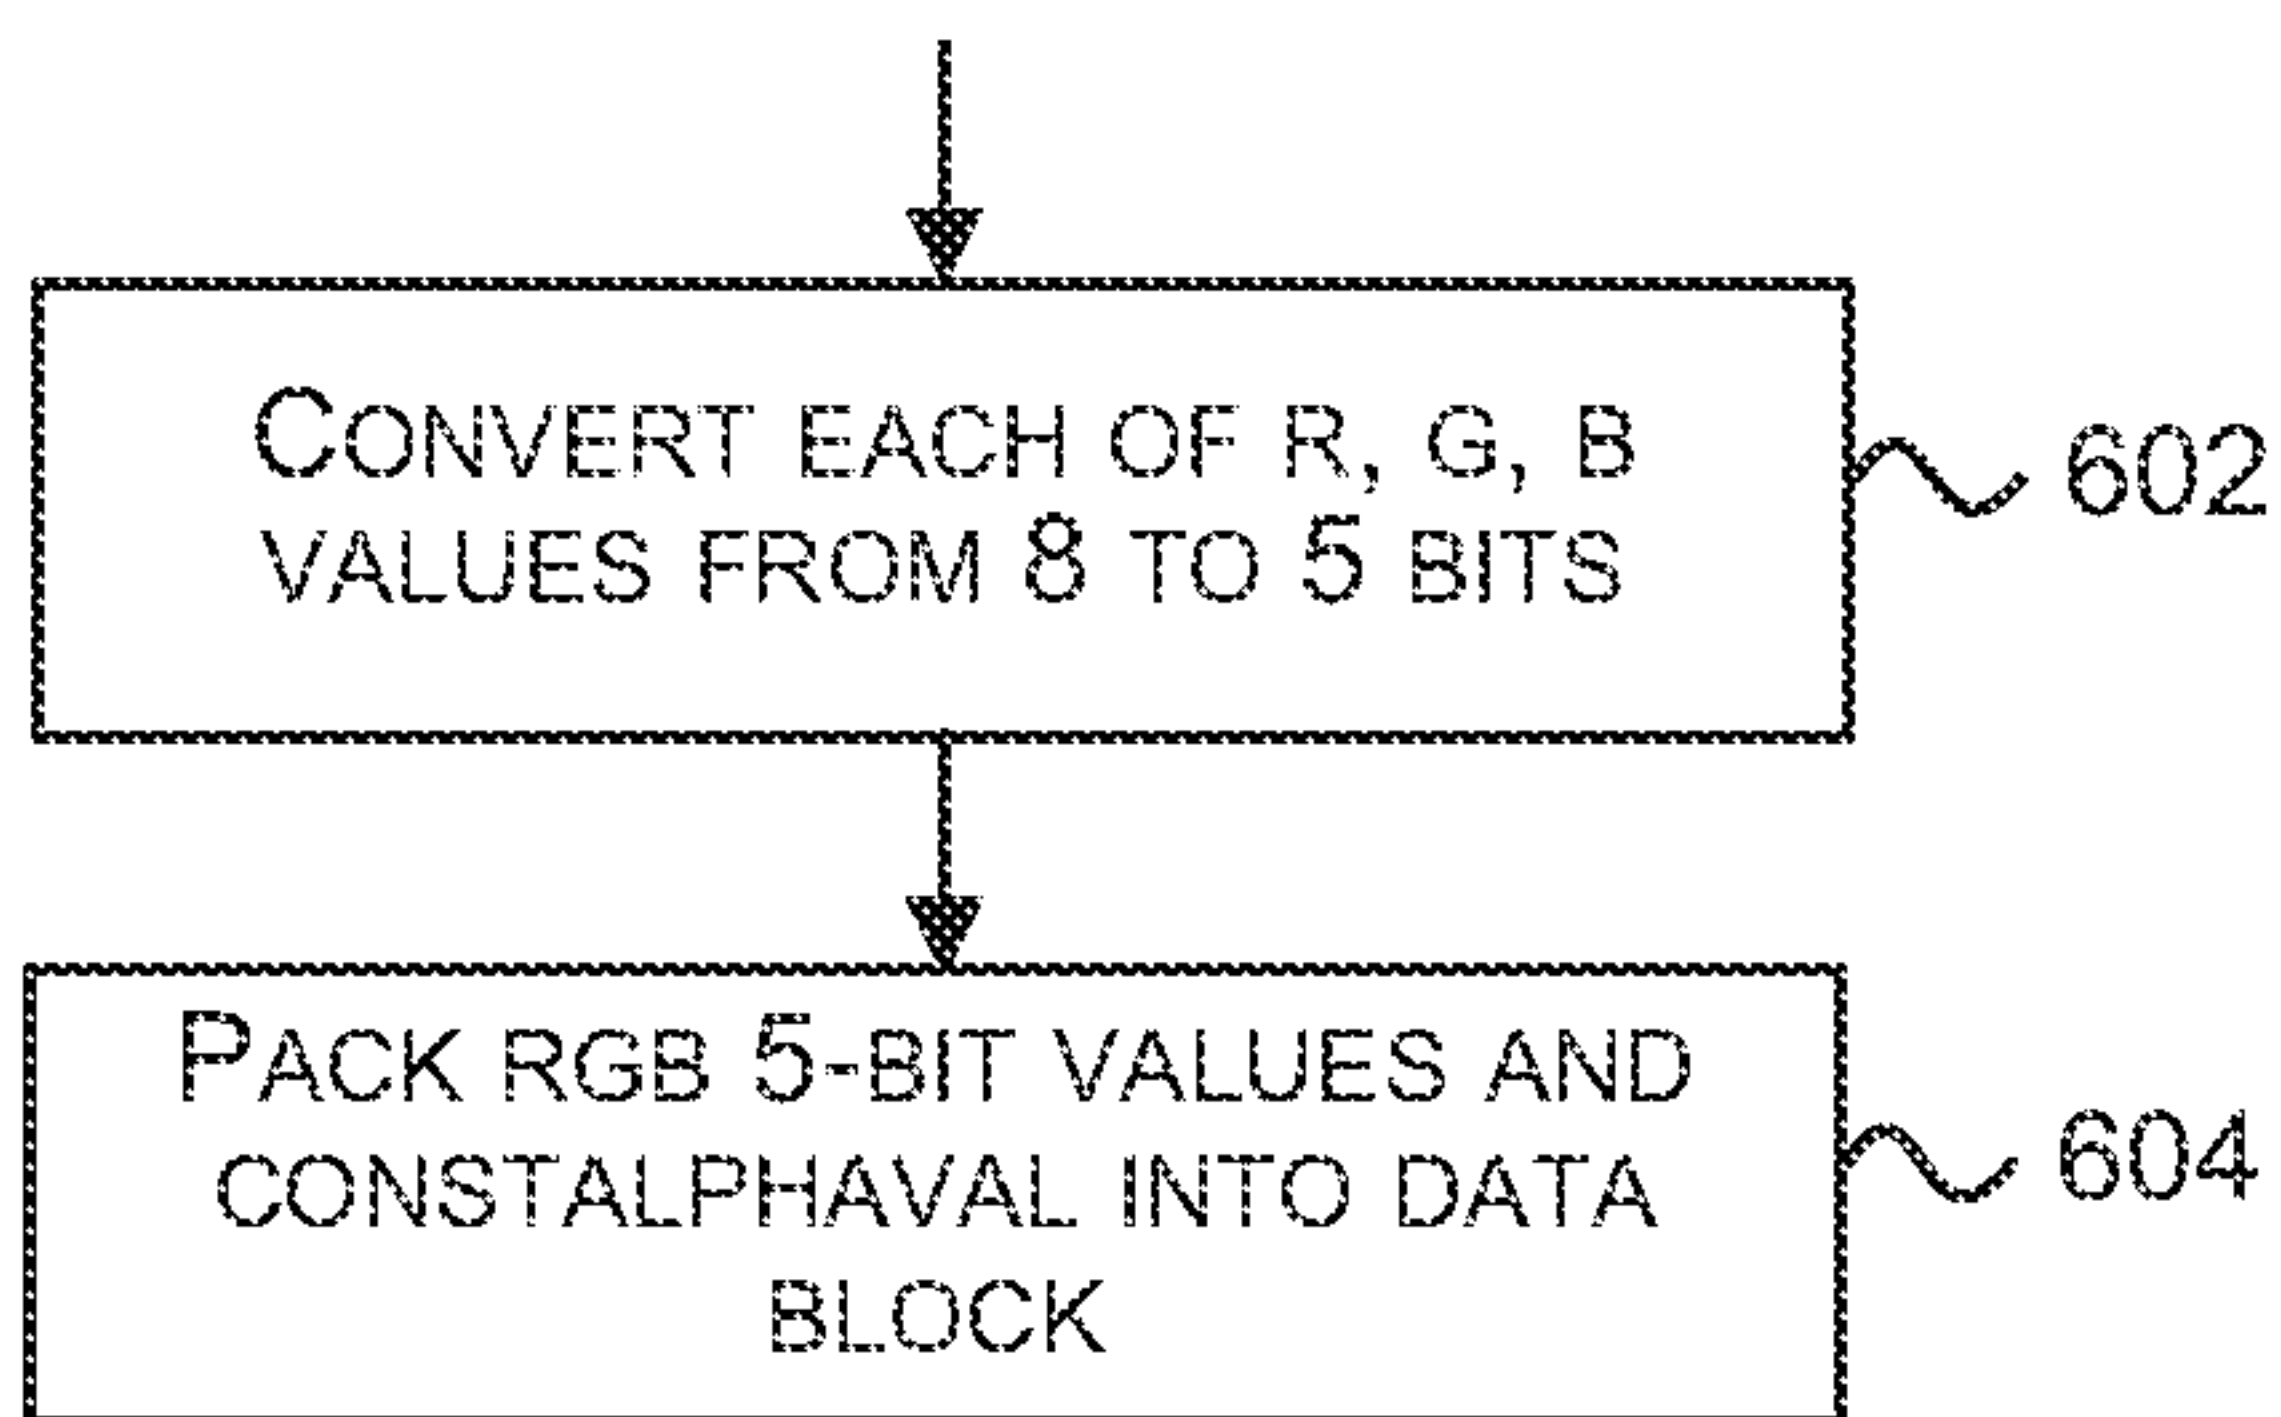 CONVERT EACH OF R, G, B
VALUES FROM 8 TO 5 BITS
602
PACK RGB 5-BIT VALUES AND
CONSTALPHAVAL INTO DATA
BLOCK
604